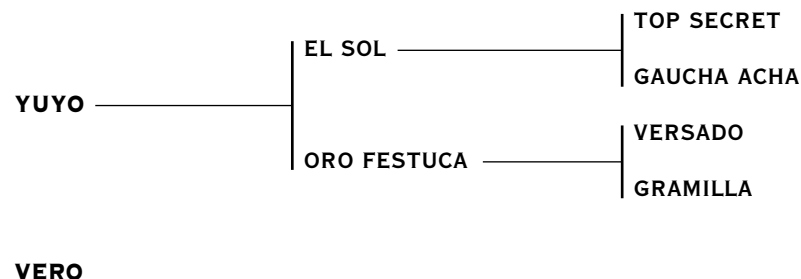 TOP SECRET
EL SOL
GAUCHA ACHA
YUYO
VERSADO
ORO FESTUCA
GRAMILLA
VERO